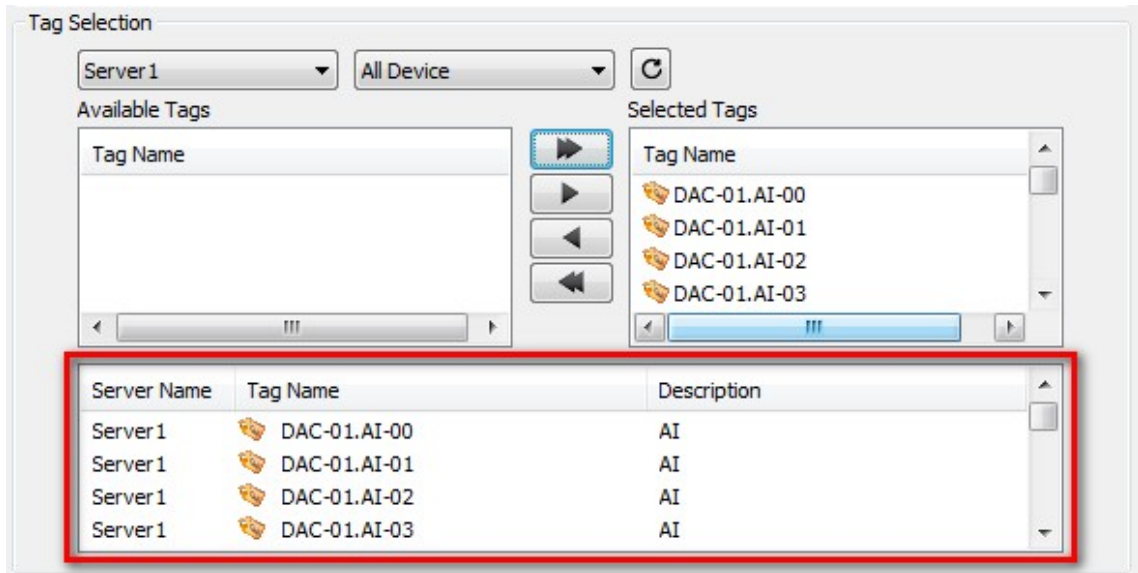 Tag Selection
Server1 All Device
Available Tags Selected Tags
Tag Name Tag Name
DAC-01.AI-00
DAC-01.AI-01
DAC-01.AI-02
DAC-01.AI-03
Server Name Tag Name Description
Server1 DAC-01.AI-00 AI
Server1 DAC-01.AI-01 AI
Server1 DAC-01.AI-02 AI
Server1 DAC-01.AI-03 AI